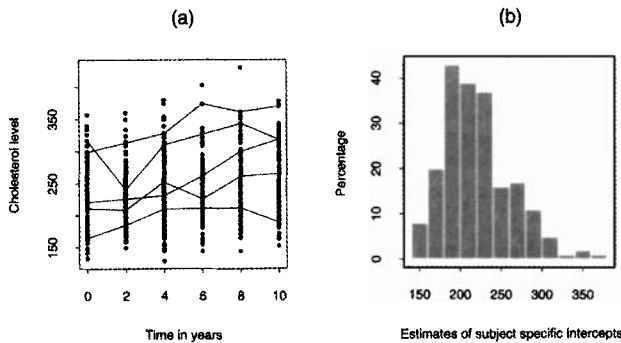 (a)
(b)
Cholesterol level
350
250
150
0 2 4 6 8 10
Time in years
Percentage
40
30
20
10
0
150 200 250 300 350
Estimates of subject specific intercepts